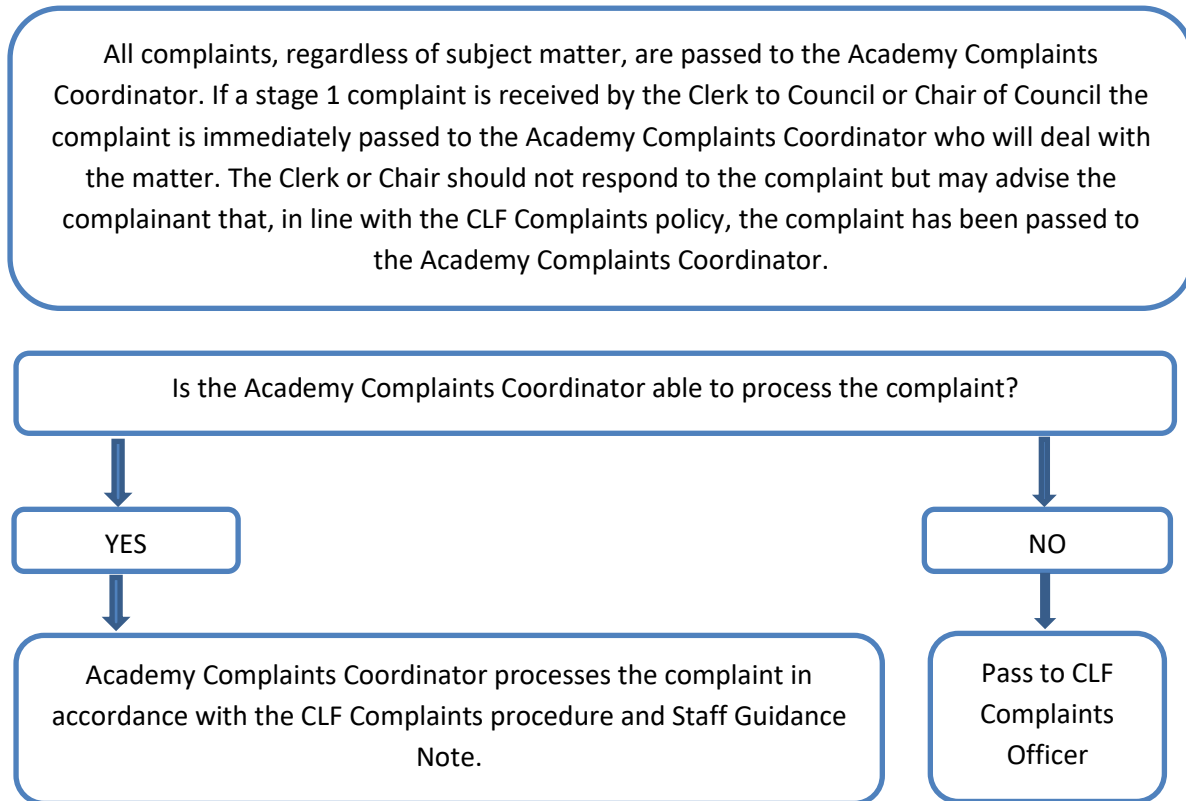 All complaints, regardless of subject matter, are passed to the Academy Complaints
Coordinator. If a stage 1 complaint is received by the Clerk to Council or Chair of Council the
complaint is immediately passed to the Academy Complaints Coordinator who will deal with
the matter. The Clerk or Chair should not respond to the complaint but may advise the
complainant that, in line with the CLF Complaints policy, the complaint has been passed to
the Academy Complaints Coordinator.
Is the Academy Complaints Coordinator able to process the complaint?
YES
NO
Academy Complaints Coordinator processes the complaint in
accordance with the CLF Complaints procedure and Staff Guidance
Note.
Pass to CLF
Complaints
Officer